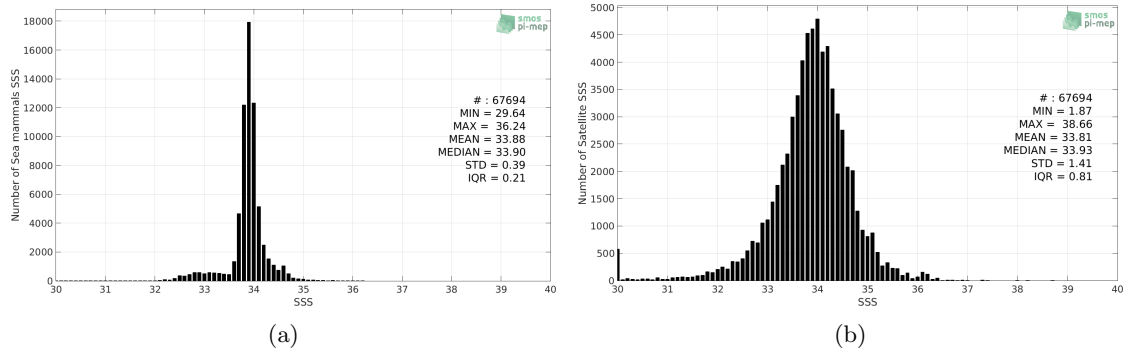 18000
16000
14000
12000
10000
8000
6000
4000
2000
0
Number of Sea mammals SSS
30 31 32 33 34 35 36 37 38 39 40
SSS
smos
pi-mep
# : 67694
MIN = 29.64
MAX = 36.24
MEAN = 33.88
MEDIAN = 33.90
STD = 0.39
IQR = 0.21
(a)
5000
4500
4000
3500
3000
2500
2000
1500
1000
500
0
Number of Satellite SSS
30 31 32 33 34 35 36 37 38 39 40
SSS
smos
pi-mep
# : 67694
MIN = 1.87
MAX = 38.66
MEAN = 33.81
MEDIAN = 33.93
STD = 1.41
IQR = 0.81
(b)